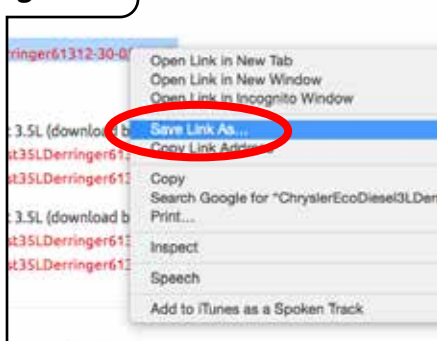 ringer61312-30-0
Open Link in New Tab
Open Link in New Window
Open Link in Incognito Window
t 3.5L (download b
Save Link As...
st35LDerringer613
Copy Link Address
st35LDerringer613
Copy
Search Google for "ChryslerEcoDiesel3LDer
t 3.5L (download b
Print...
st35LDerringer613
Inspect
st35LDerringer613
Speech
Add to iTunes as a Spoken Track